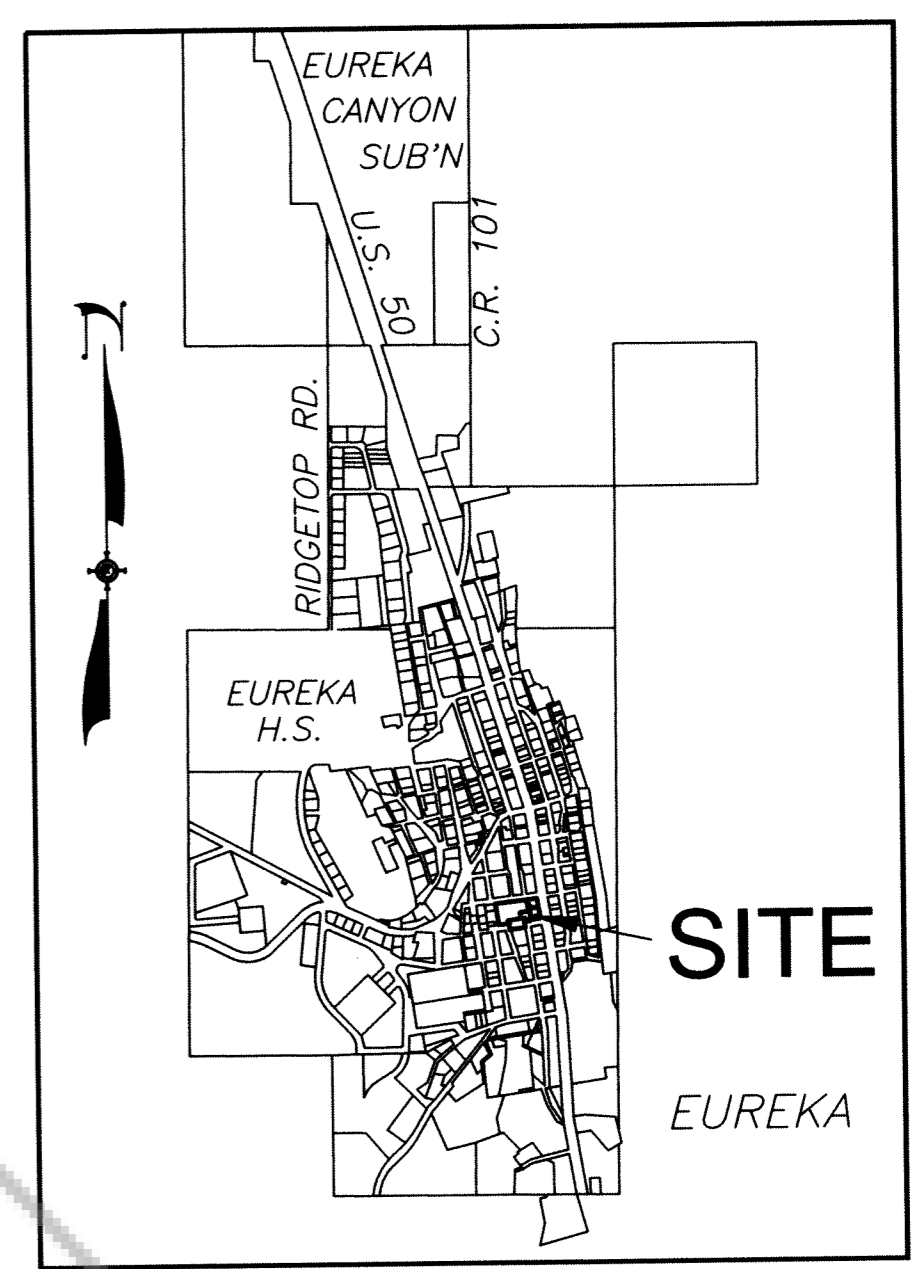 EUREKA
CANYON
SUB'N
U.S. 50
C.R. 101
RIDGETOP RD.
EUREKA
H.S.
SITE
EUREKA